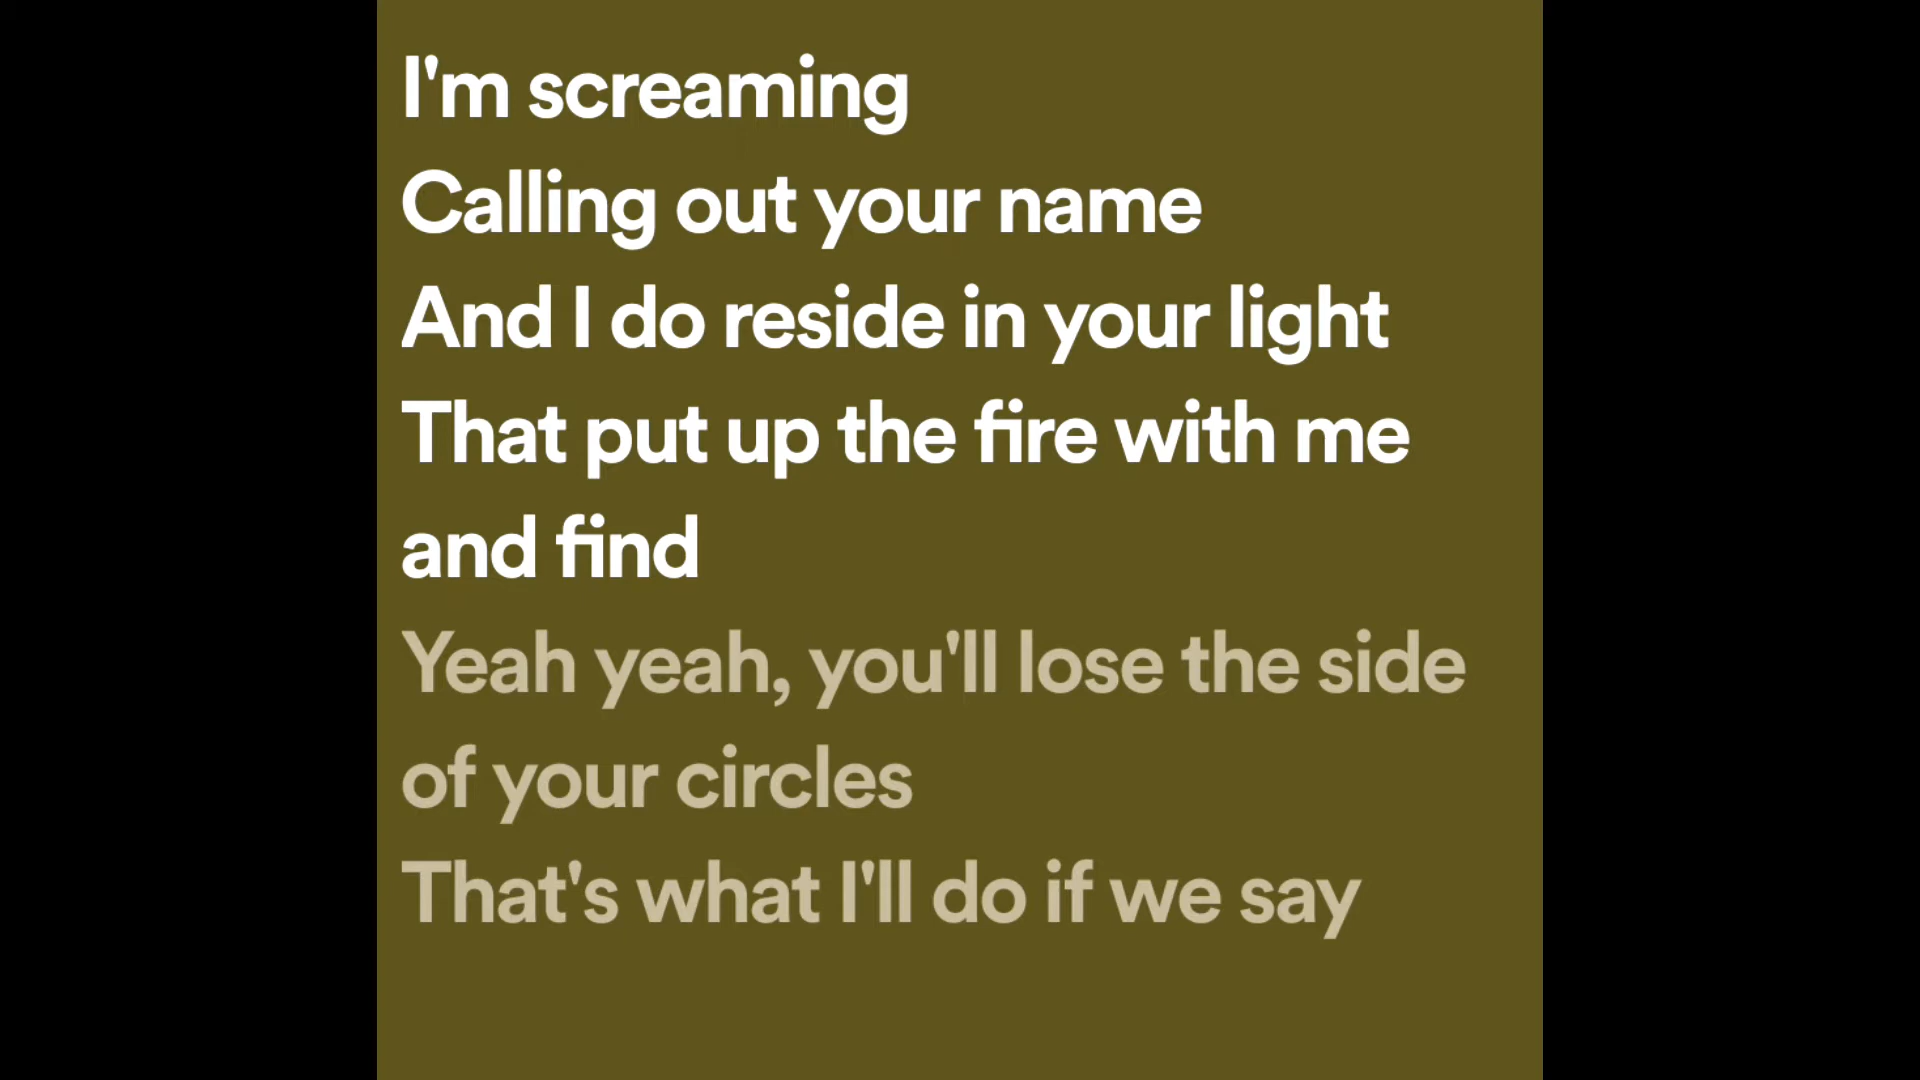 I'm screaming
Calling out your name
And I do reside in your light
That put up the fire with me
and find
Yeah yeah, you'll lose the side
of your circles
That's what I'll do if we say